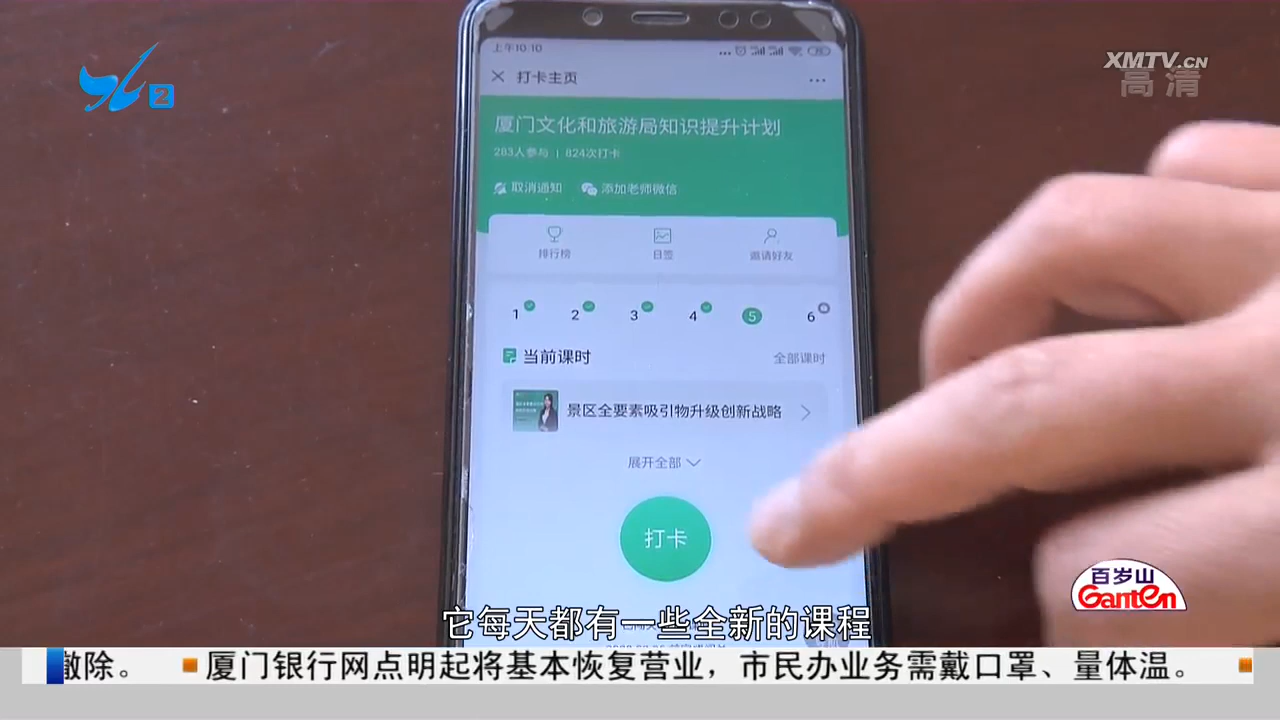 XMTV.CN
高清
2
上午10:10
打卡主页
厦门文化和旅游局知识提升计划
283人参与 | 824次打卡
取消通知 添加老师微信
排行榜 日签 邀请好友
1 2 3 4 5 6
当前课时 全部课时
景区全要素吸引物升级创新战略
展开全部
打卡
百岁山
Ganten
它每天都有一些全新的课程
撤除。 厦门银行网点明起将基本恢复营业，市民办业务需戴口罩、量体温。